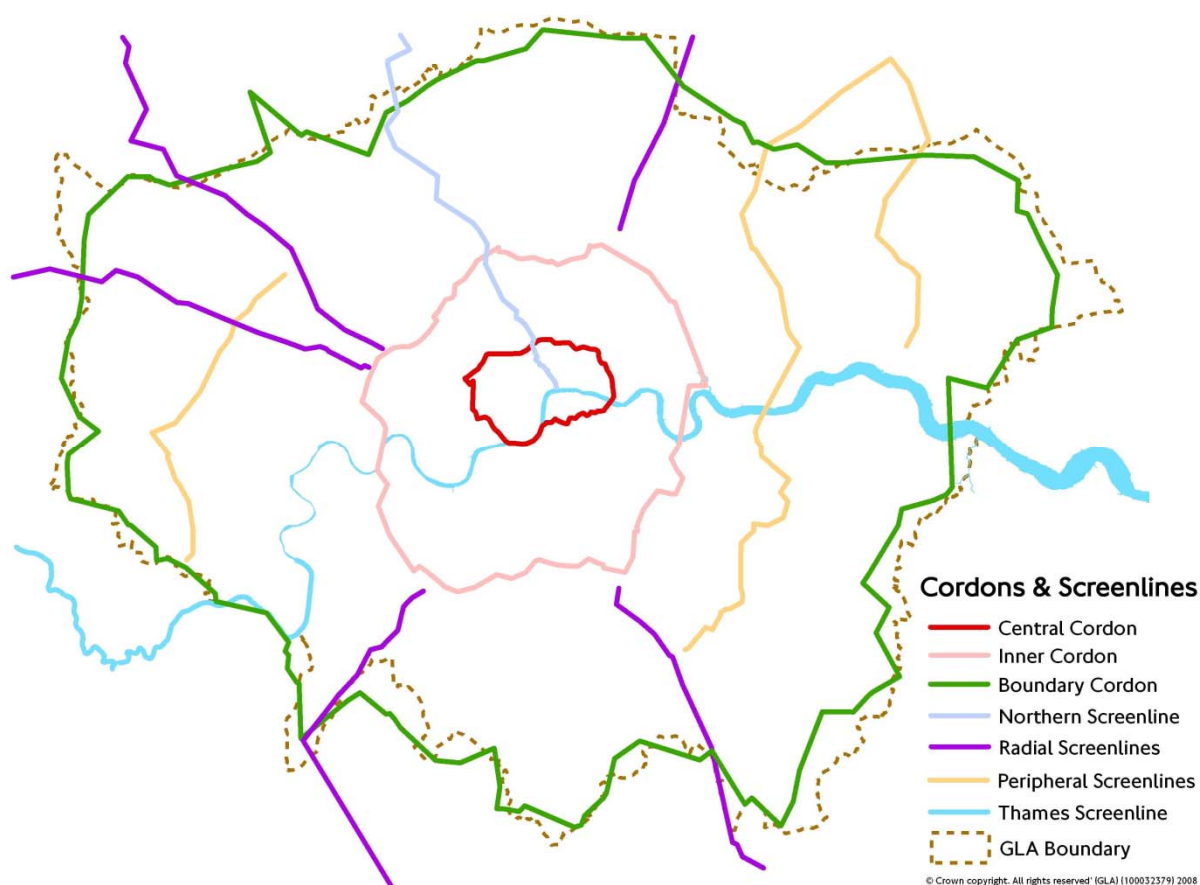 Cordons & Screenlines
Central Cordon
Inner Cordon
Boundary Cordon
Northern Screenline
Radial Screenlines
Peripheral Screenlines
Thames Screenline
GLA Boundary
© Crown copyright. All rights reserved' (GLA) (100032379) 2008